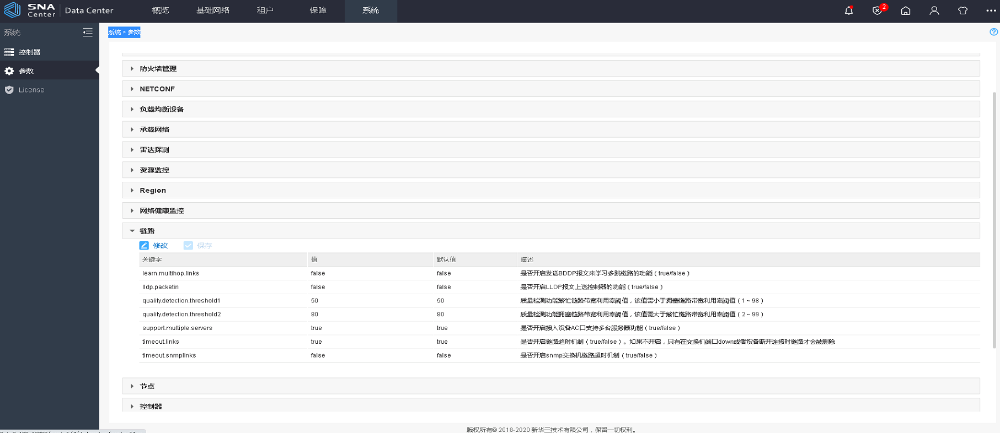 SNA Center Data Center 概览 基础网络 租户 保障 系统 2
系统
系统 > 参数
控制器
参数
License
防火墙管理
NETCONF
负载均衡设备
承载网络
雷达探测
资源监控
Region
网络健康监控
链路
修改 保存
关键字 值 默认值 描述
learn.multihop.links false false 是否开启发送BDDP报文来学习多跳链路的功能（true/false）
lldp.packetin false false 是否开启LLDP报文上送控制器的功能（true/false）
quality.detection.threshold1 50 50 质量检测功能繁忙链路带宽利用率阈值，该值需小于拥塞链路带宽利用率阈值（1～98）
quality.detection.threshold2 80 80 质量检测功能拥塞链路带宽利用率阈值，该值需大于繁忙链路带宽利用率阈值（2～99）
support.multiple.servers true true 是否开启接入设备AC口支持多台服务器功能（true/false）
timeout.links true true 是否开启链路超时机制（true/false）。如果不开启，只有在交换机端口down或者设备断开连接时链路才会被删除
timeout.snmplinks false false 是否开启snmp交换机链路超时机制（true/false）
节点
控制器
版权所有© 2018-2020 新华三技术有限公司，保留一切权利。